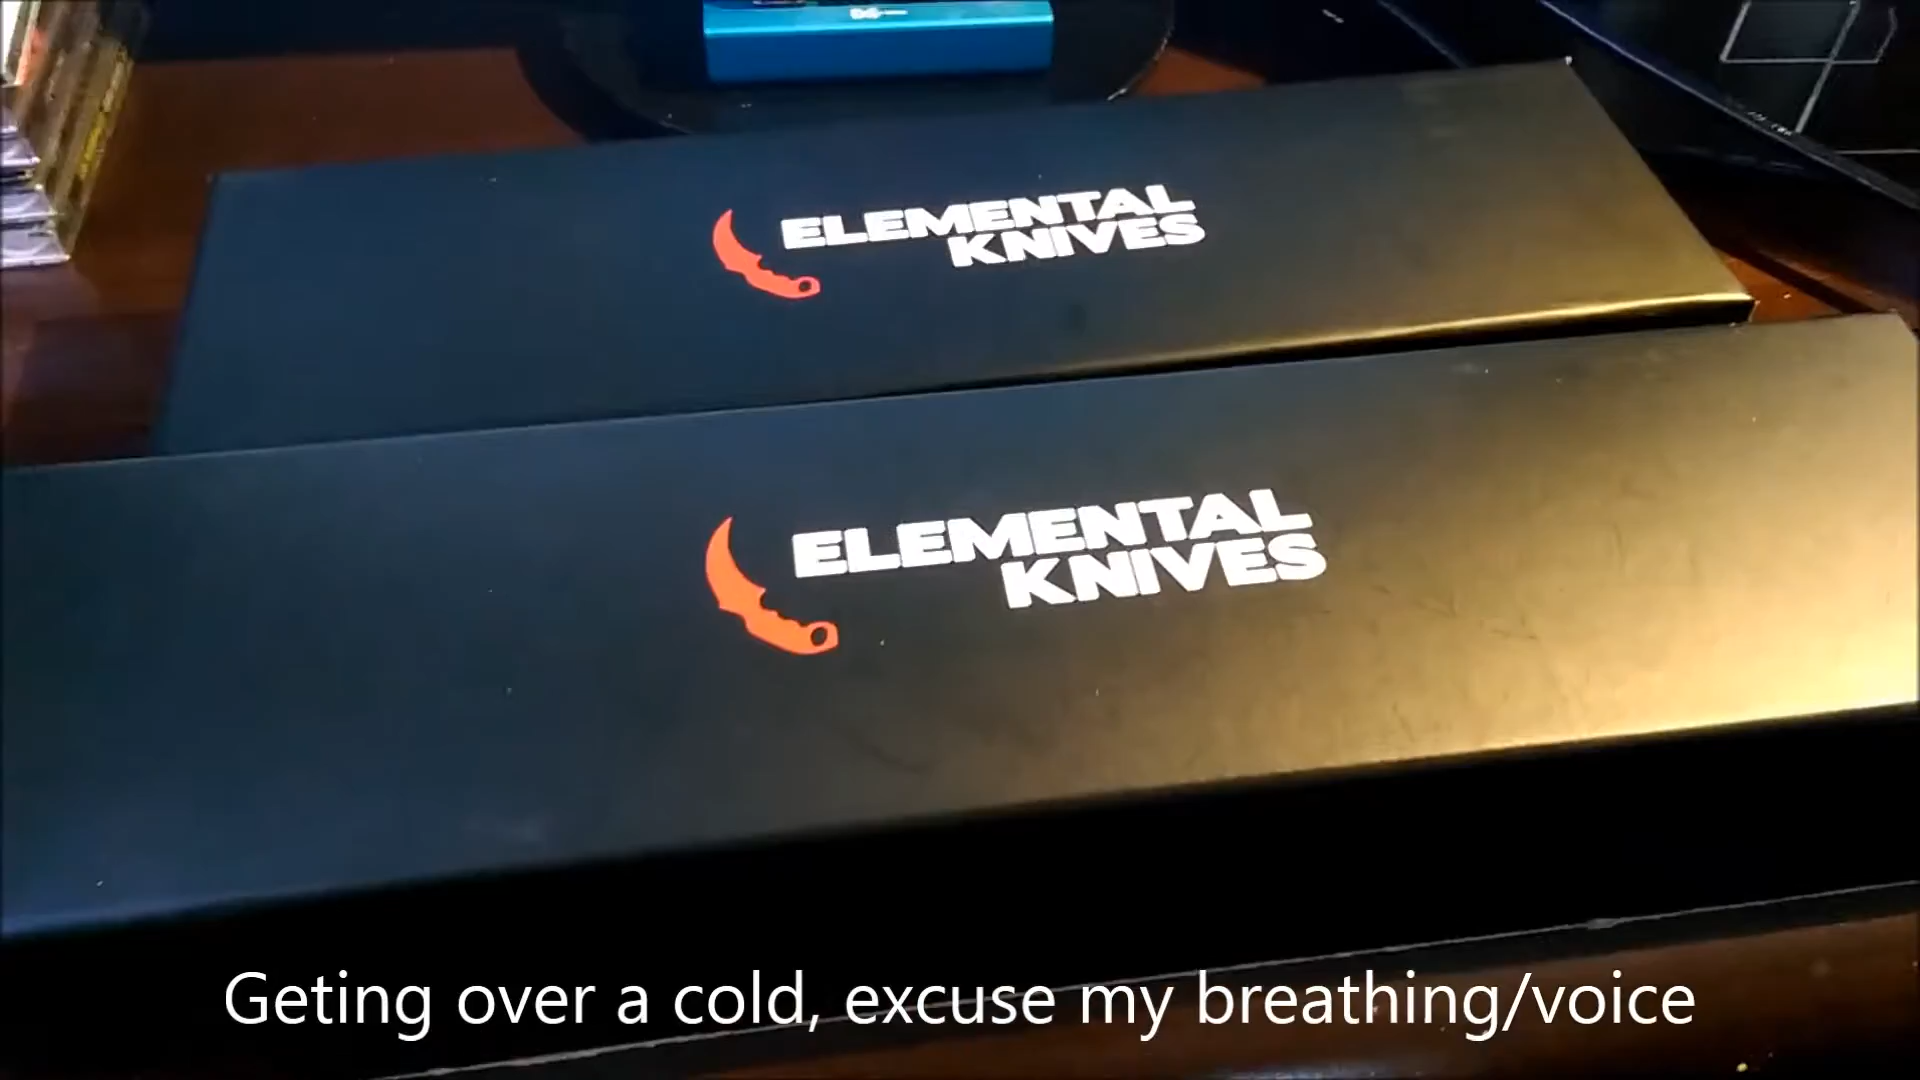 ELEMENTAL
KNIVES
ELEMENTAL
KNIVES
Geting over a cold, excuse my breathing/voice